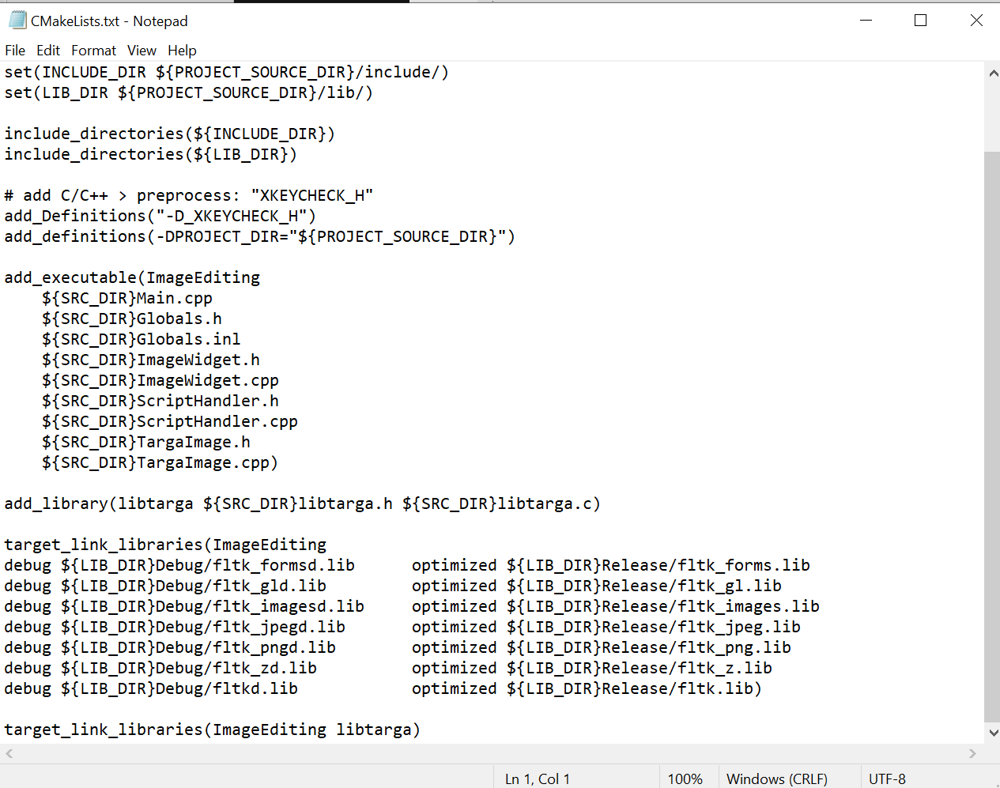 CMakeLists.txt - Notepad
File Edit Format View Help
set(INCLUDE_DIR ${PROJECT_SOURCE_DIR}/include/)
set(LIB_DIR ${PROJECT_SOURCE_DIR}/lib/)
include_directories(${INCLUDE_DIR})
include_directories(${LIB_DIR})
# add C/C++ > preprocess: "XKEYCHECK_H"
add_Definitions("-D_XKEYCHECK_H")
add_definitions(-DPROJECT_DIR="${PROJECT_SOURCE_DIR}")
add_executable(ImageEditing
    ${SRC_DIR}Main.cpp
    ${SRC_DIR}Globals.h
    ${SRC_DIR}Globals.inl
    ${SRC_DIR}ImageWidget.h
    ${SRC_DIR}ImageWidget.cpp
    ${SRC_DIR}ScriptHandler.h
    ${SRC_DIR}ScriptHandler.cpp
    ${SRC_DIR}TargaImage.h
    ${SRC_DIR}TargaImage.cpp)
add_library(libtarga ${SRC_DIR}libtarga.h ${SRC_DIR}libtarga.c)
target_link_libraries(ImageEditing
debug ${LIB_DIR}Debug/fltk_formsd.lib      optimized ${LIB_DIR}Release/fltk_forms.lib
debug ${LIB_DIR}Debug/fltk_gld.lib         optimized ${LIB_DIR}Release/fltk_gl.lib
debug ${LIB_DIR}Debug/fltk_imagesd.lib     optimized ${LIB_DIR}Release/fltk_images.lib
debug ${LIB_DIR}Debug/fltk_jpegd.lib       optimized ${LIB_DIR}Release/fltk_jpeg.lib
debug ${LIB_DIR}Debug/fltk_pngd.lib        optimized ${LIB_DIR}Release/fltk_png.lib
debug ${LIB_DIR}Debug/fltk_zd.lib          optimized ${LIB_DIR}Release/fltk_z.lib
debug ${LIB_DIR}Debug/fltkd.lib            optimized ${LIB_DIR}Release/fltk.lib)
target_link_libraries(ImageEditing libtarga)
Ln 1, Col 1 100% Windows (CRLF) UTF-8